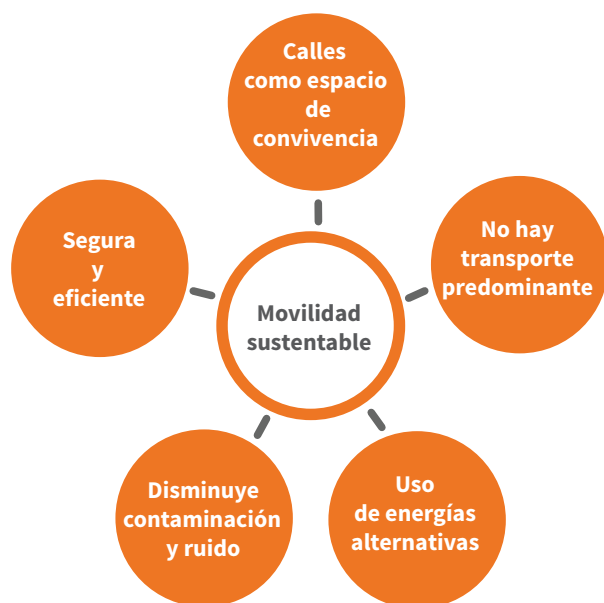 Calles
como espacio
de
convivencia
No hay
transporte
predominante
Segura
y
eficiente
Movilidad
sustentable
Disminuye
contaminación
y ruido
Uso
de energías
alternativas